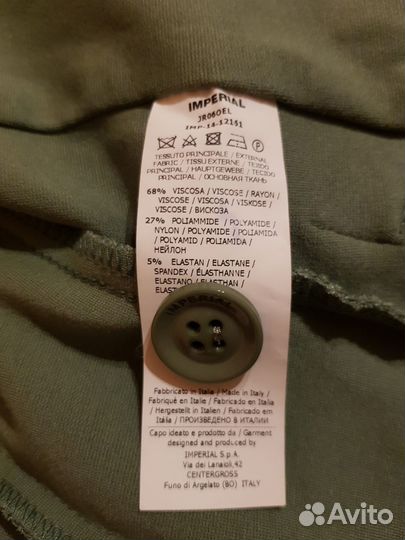 IMPERIAL
JR060EL
IMP-14-12151
TESSUTO PRINCIPALE / EXTERNAL
FABRIC / TISSU EXTERNE / TEJIDO
PRINCIPAL / HAUPTGEWEBE / TECIDO
PRINCIPAL / ОСНОВНАЯ ТКАНЬ
68% VISCOSA / VISCOSE / RAYON
/ VISCOSE / VISCOSA / VISKOSE /
VISCOSE / ВИСКОЗА
27% POLIAMMIDE / POLYAMIDE /
NYLON / POLYAMIDE / POLIAMIDA
/ POLYAMID / POLIAMIDA /
НЕЙЛОН
5% ELASTAN / ELASTANE /
SPANDEX / ÉLASTHANNE /
ELASTANO / ELASTHAN /
IMPERIAL
Fabbricato in Italia / Made in Italy /
Fabriqué en Italie / Fabricado en Italia
/ Hergestellt in Italien / Fabricado em
Itália / ПРОИЗВЕДЕНО В ИТАЛИИ
Capo ideato e prodotto da / Garment
designed and produced by
IMPERIAL S.p.A.
Via dei Lanaioli,42
CENTERGROSS
Funo di Argelato (BO) ITALY
Avito